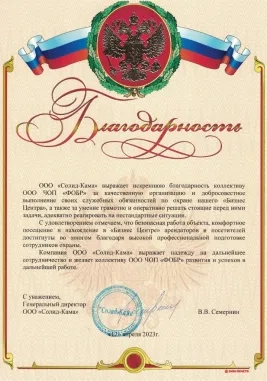 Благодарность
ООО «Солид-Кама» выражает искреннюю благодарность коллективу
ООО ЧОП «ФОБР» за качественную организацию и добросовестное
выполнение своих служебных обязанностей по охране нашего «Бизнес
Центра», а также за умение грамотно и оперативно решать стоящие перед ними
задачи, адекватно реагировать на нестандартные ситуации.
С удовлетворением отмечаем, что безопасная работа объекта, комфортное
посещение и нахождение в «Бизнес Центре» арендаторов и посетителей
достигнуты во многом благодаря высокой профессиональной подготовке
сотрудников охраны.
Компания ООО «Солид-Кама» выражает надежду на дальнейшее
сотрудничество и желает коллективу ООО ЧОП «ФОБР» развития и успехов в
дальнейшей работе.
С уважением,
Генеральный директор
ООО «Солид-Кама»
В.В. Семернин
апреля 2023г.